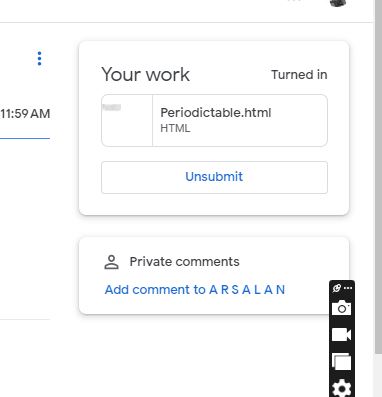 Your work
Turned in
11:59 AM
Periodictable.html
HTML
Unsubmit
Private comments
Add comment to A R S A L A N